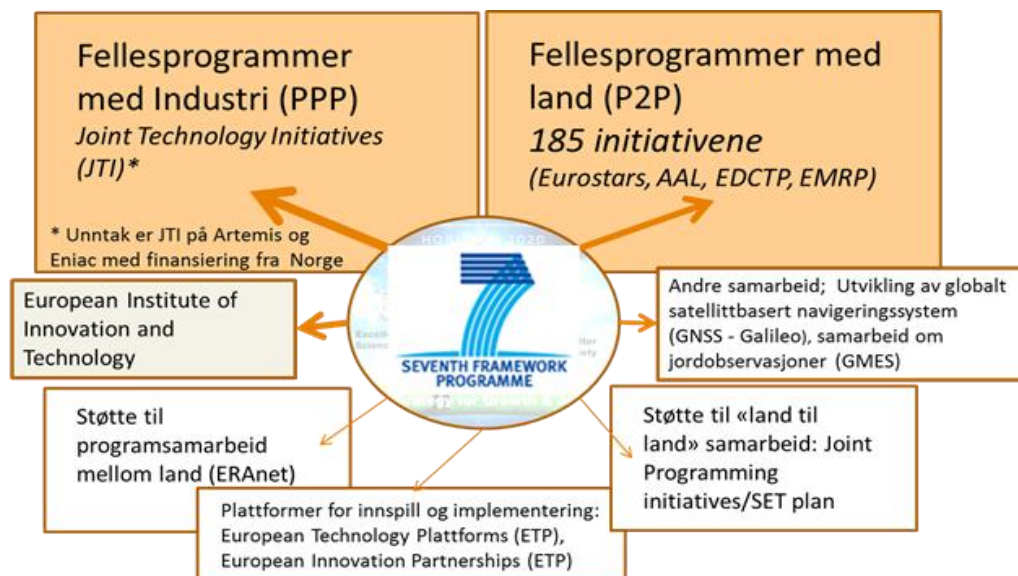 Fellesprogrammer
med Industri (PPP)
Joint Technology Initiatives
(JTI)*
* Unntak er JTI på Artemis og
Eniac med finansiering fra Norge
Fellesprogrammer med
land (P2P)
185 initiativene
(Eurostars, AAL, EDCTP, EMRP)
European Institute of
Innovation and
Technology
SEVENTH FRAMEWORK
PROGRAMME
Andre samarbeid; Utvikling av globalt
satellittbasert navigeringssystem
(GNSS - Galileo), samarbeid om
jordobservasjoner (GMES)
Støtte til
programsamarbeid
mellom land (ERAnet)
Plattformer for innspill og implementering:
European Technology Plattforms (ETP),
European Innovation Partnerships (ETP)
Støtte til «land til
land» samarbeid: Joint
Programming
initiatives/SET plan